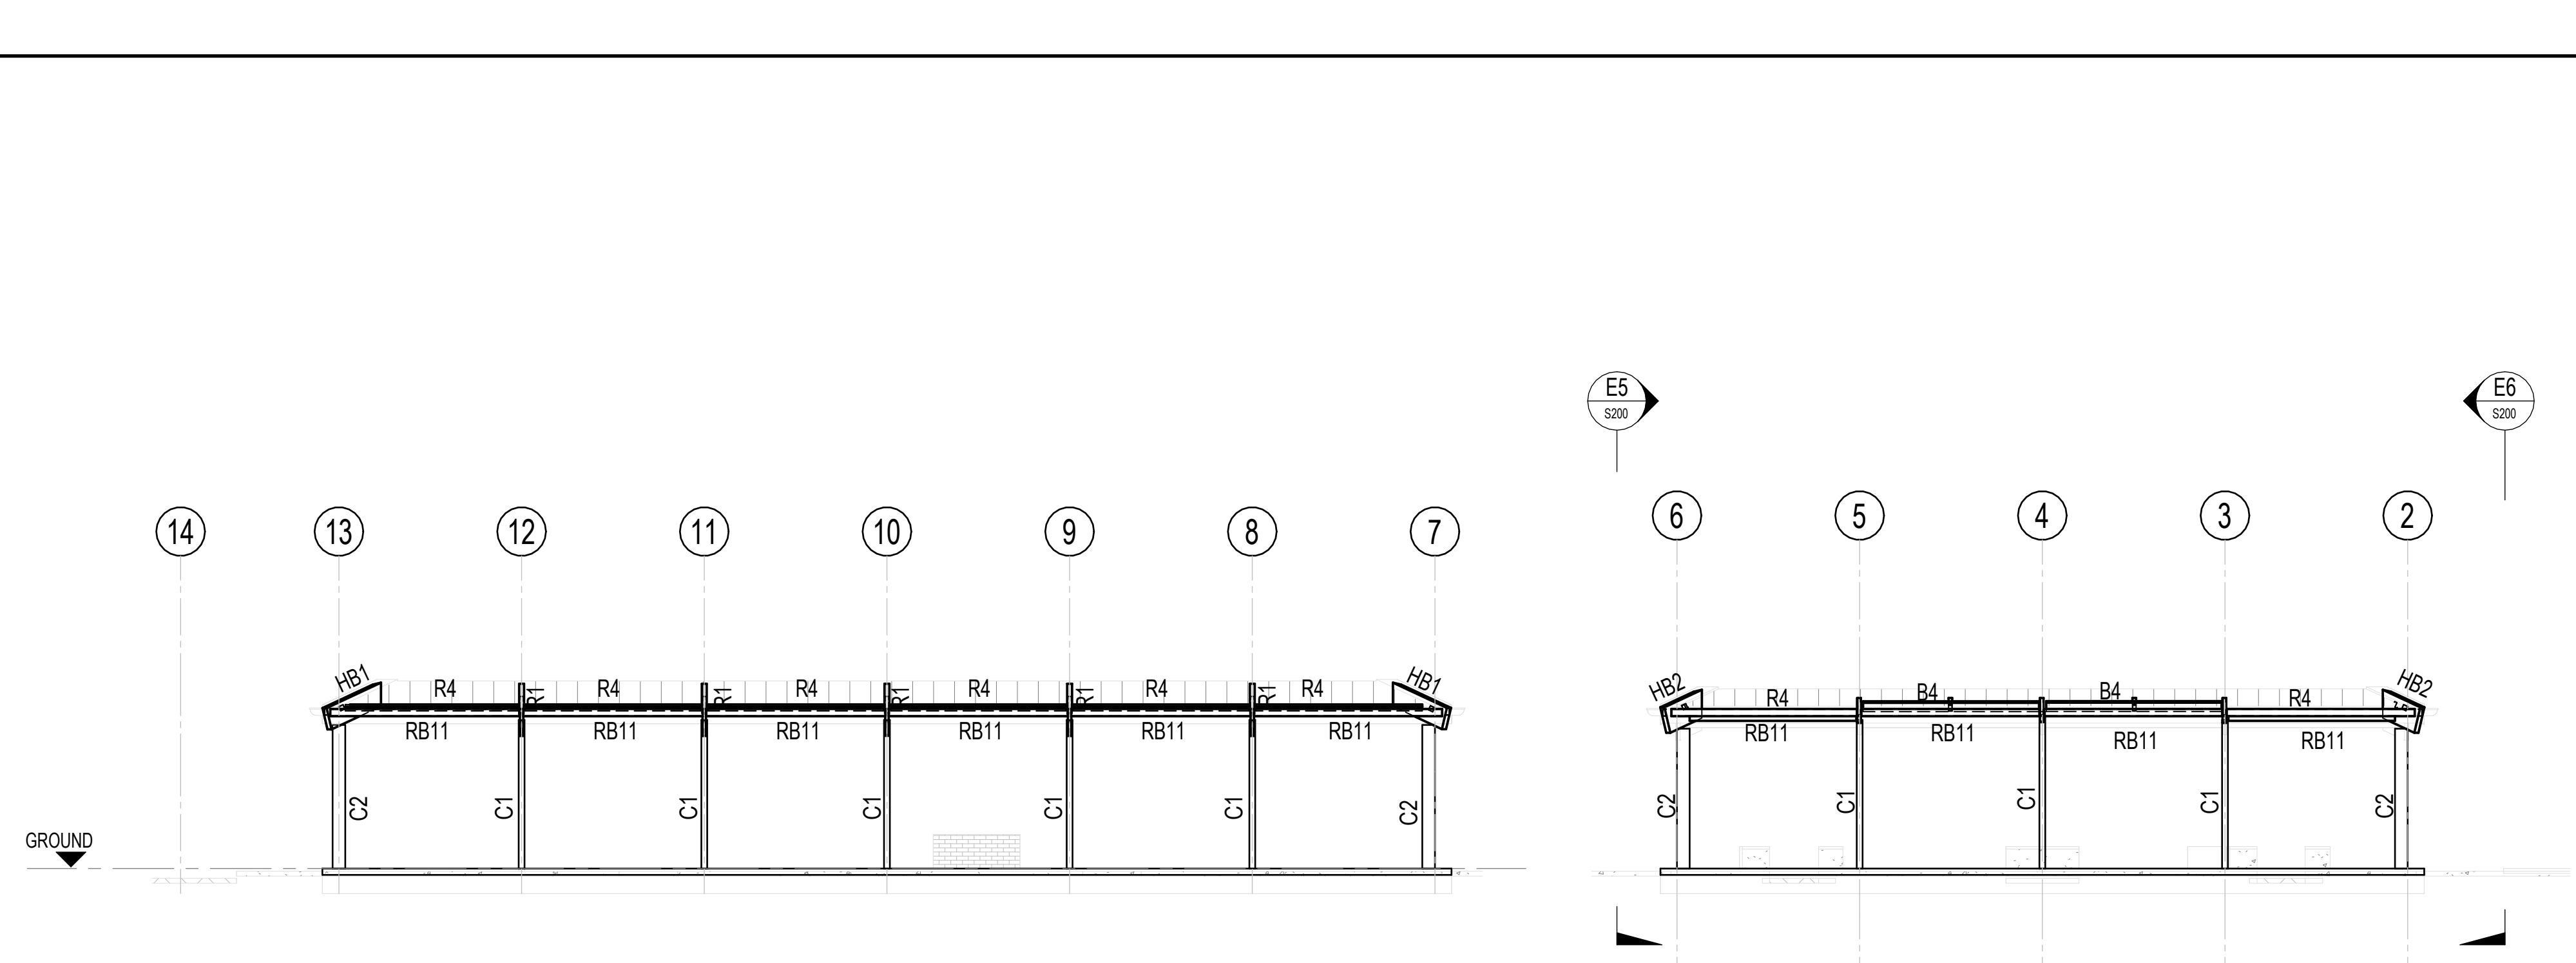 E5
S200
E6
S200
14 13 12 11 10 9 8 7
6 5 4 3 2
HB1 R4 R1 R4 R1 R4 R1 R4 R1 R4 R1 R4 HB1
RB11 RB11 RB11 RB11 RB11 RB11
C2 C1 C1 C1 C1 C1 C2
GROUND
HB2 R4 B4 B4 R4 HB2
RB11 RB11 RB11 RB11
C2 C1 C1 C1 C2